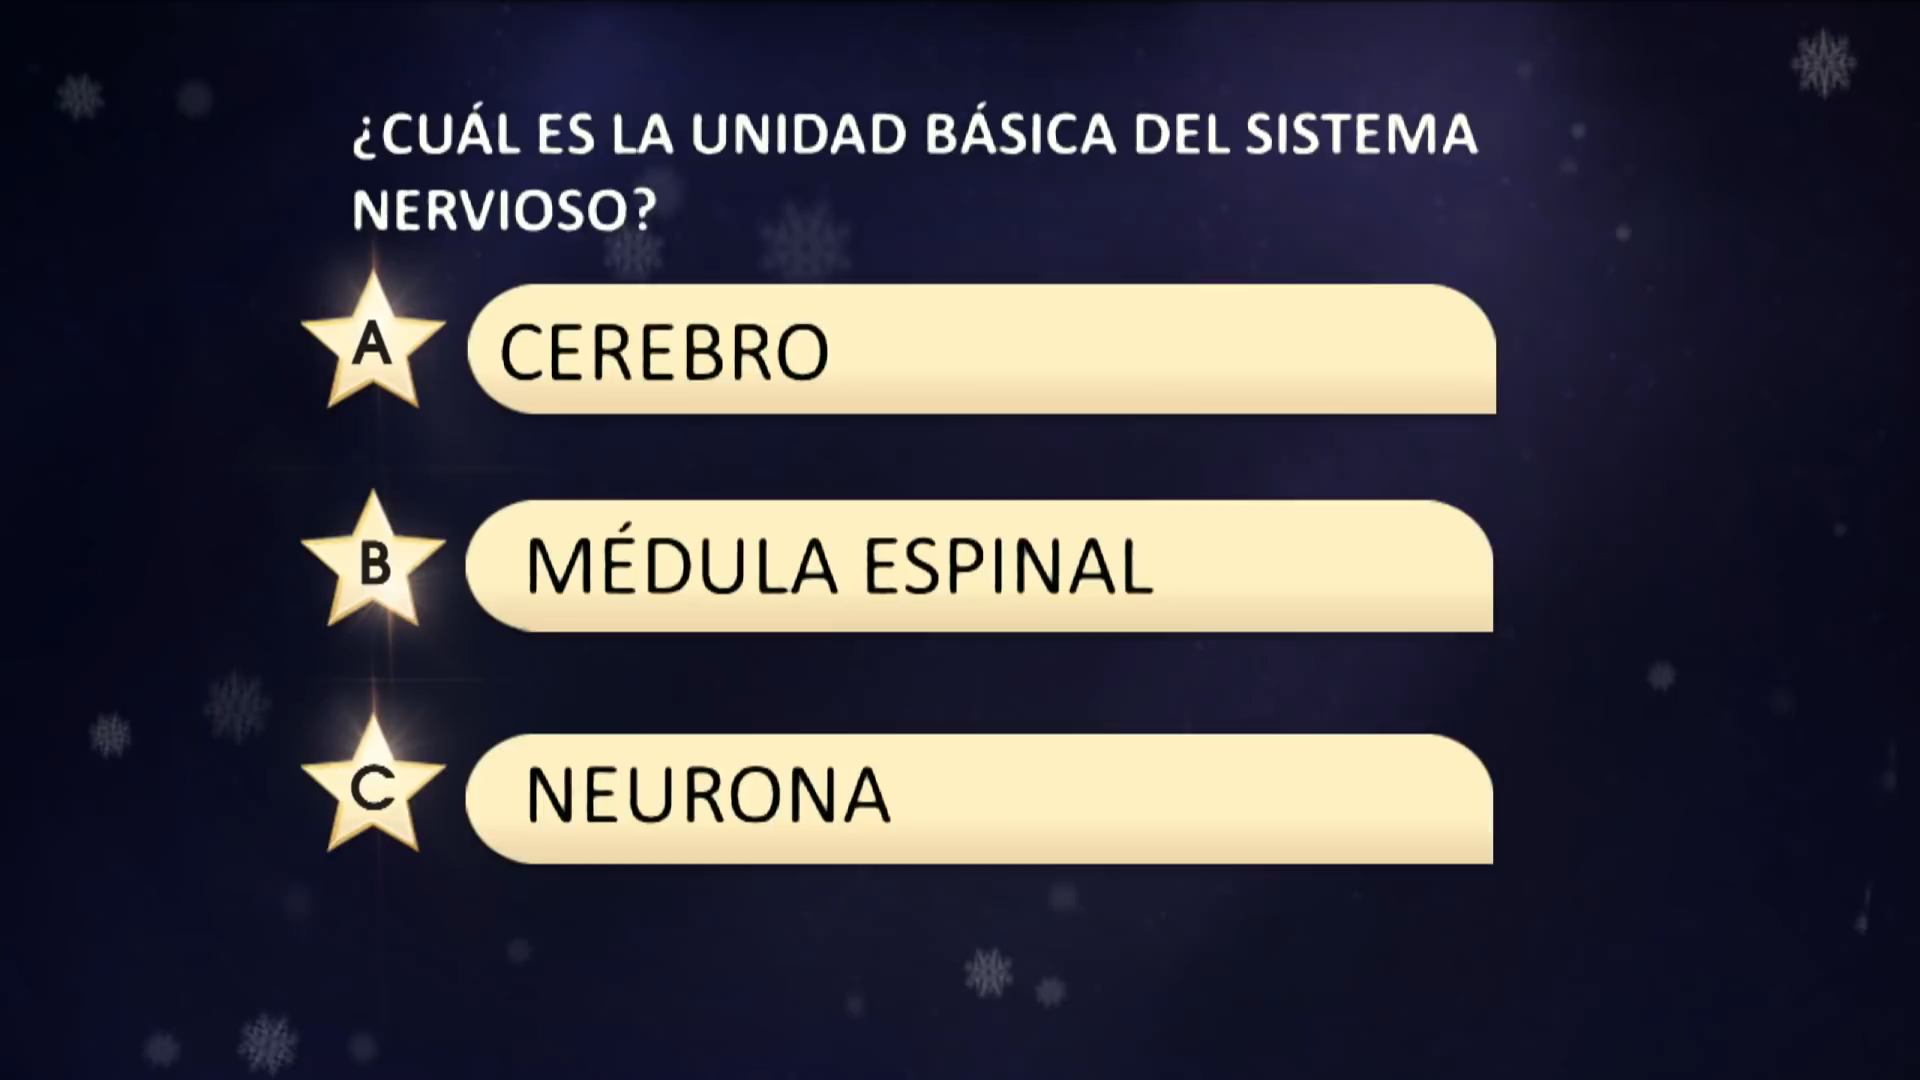 ¿CUÁL ES LA UNIDAD BÁSICA DEL SISTEMA
NERVIOSO?
A CEREBRO
B MÉDULA ESPINAL
C NEURONA